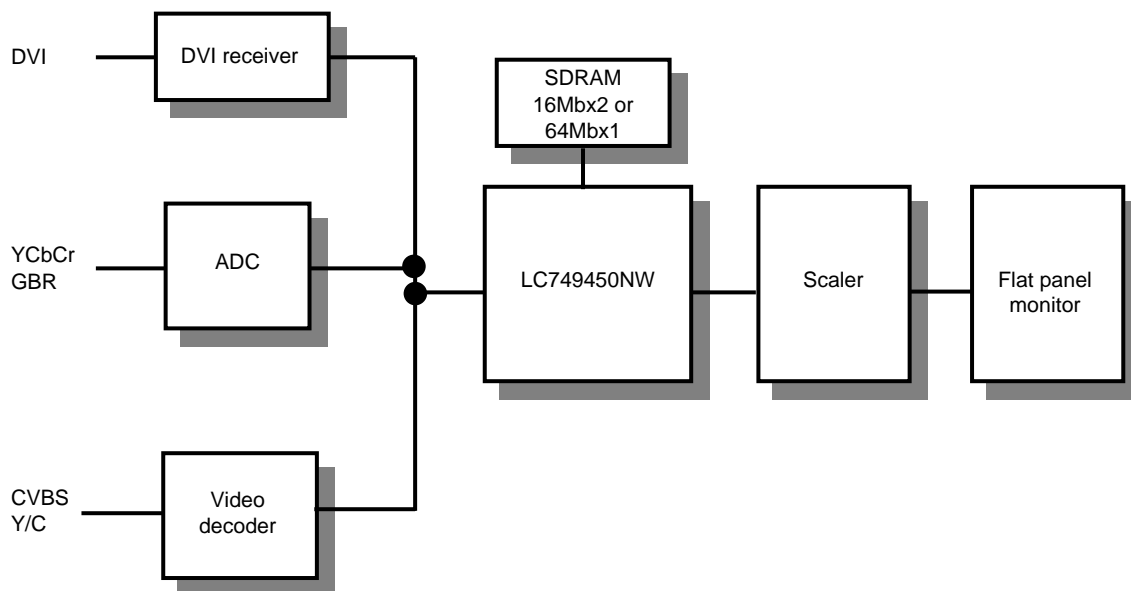 DVI
DVI receiver
SDRAM
16Mbx2 or
64Mbx1
YCbCr
GBR
ADC
LC749450NW
Scaler
Flat panel
monitor
CVBS
Y/C
Video
decoder